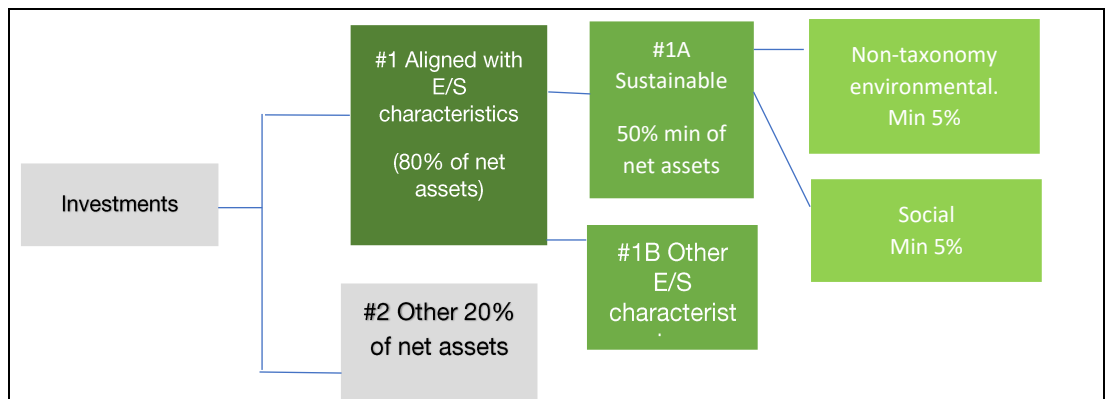 Investments
#1 Aligned with
E/S
characteristics
(80% of net
assets)
#2 Other 20%
of net assets
#1A
Sustainable
50% min of
net assets
#1B Other
E/S
characterist
Non-taxonomy
environmental.
Min 5%
Social
Min 5%